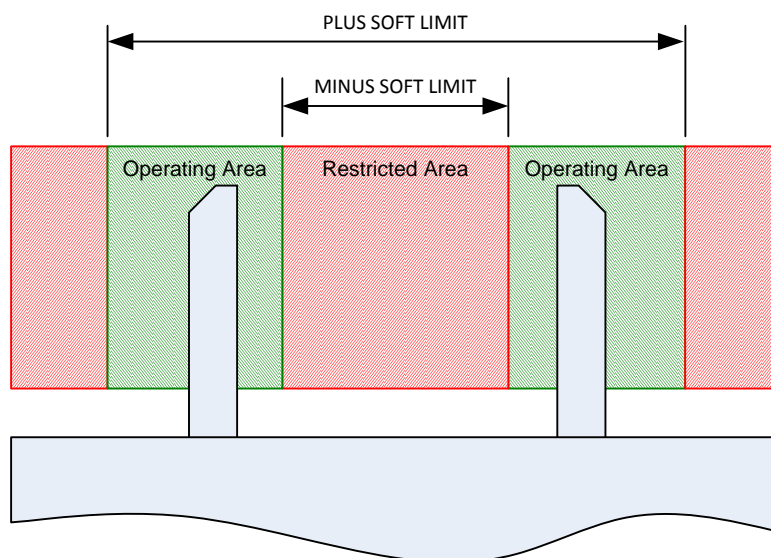 PLUS SOFT LIMIT
MINUS SOFT LIMIT
Operating Area Restricted Area Operating Area